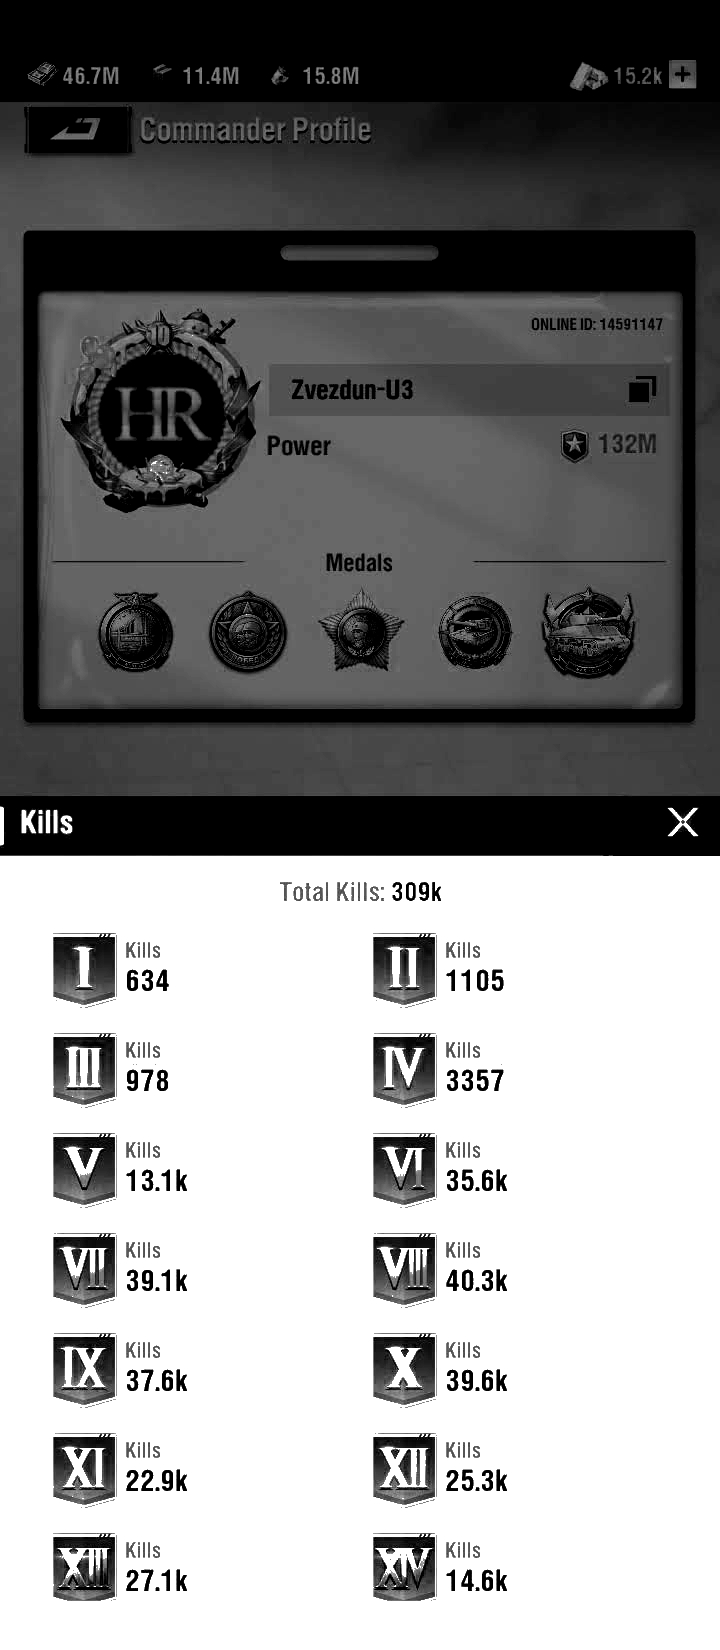 46.7M 11.4M 15.8M 15.2k
Commander Profile
ONLINE ID: 14591147
10
HR
Zvezdun-U3
Power 132M
Medals
Kills
Total Kills: 309k
I Kills 634
II Kills 1105
III Kills 978
IV Kills 3357
V Kills 13.1k
VI Kills 35.6k
VII Kills 39.1k
VIII Kills 40.3k
IX Kills 37.6k
X Kills 39.6k
XI Kills 22.9k
XII Kills 25.3k
XIII Kills 27.1k
XIV Kills 14.6k